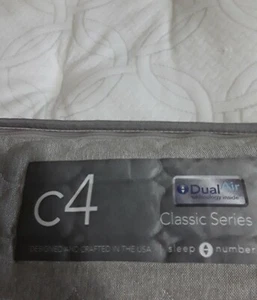 c4
DualAir
technology inside
Classic Series
DESIGNED AND CRAFTED IN THE USA
sleep number